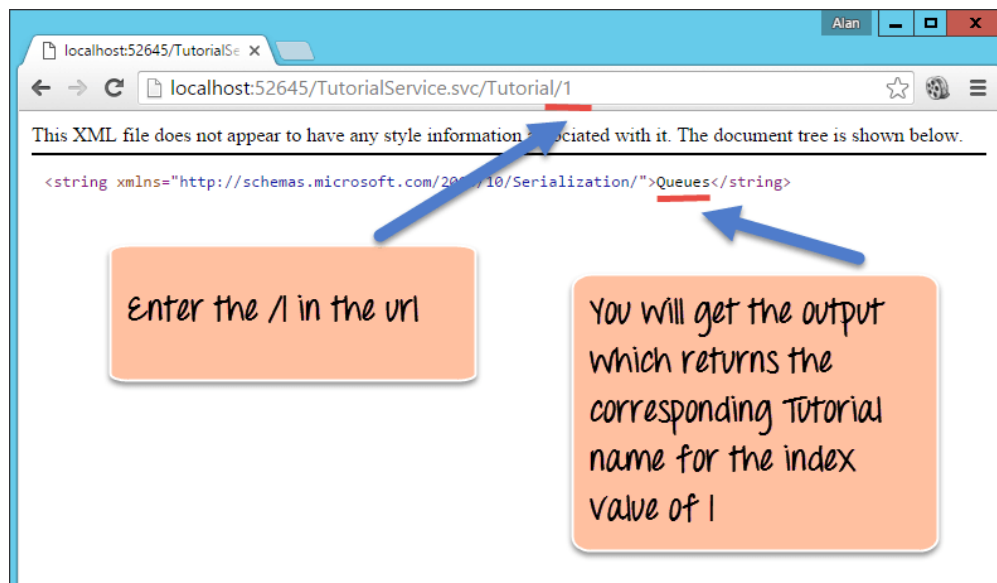 Alan
localhost:52645/TutorialSe
localhost:52645/TutorialService.svc/Tutorial/1
This XML file does not appear to have any style information associated with it. The document tree is shown below.
<string xmlns="http://schemas.microsoft.com/2003/10/Serialization/">Queues</string>
Enter the /1 in the url
You will get the output
which returns the
corresponding Tutorial
name for the index
value of 1